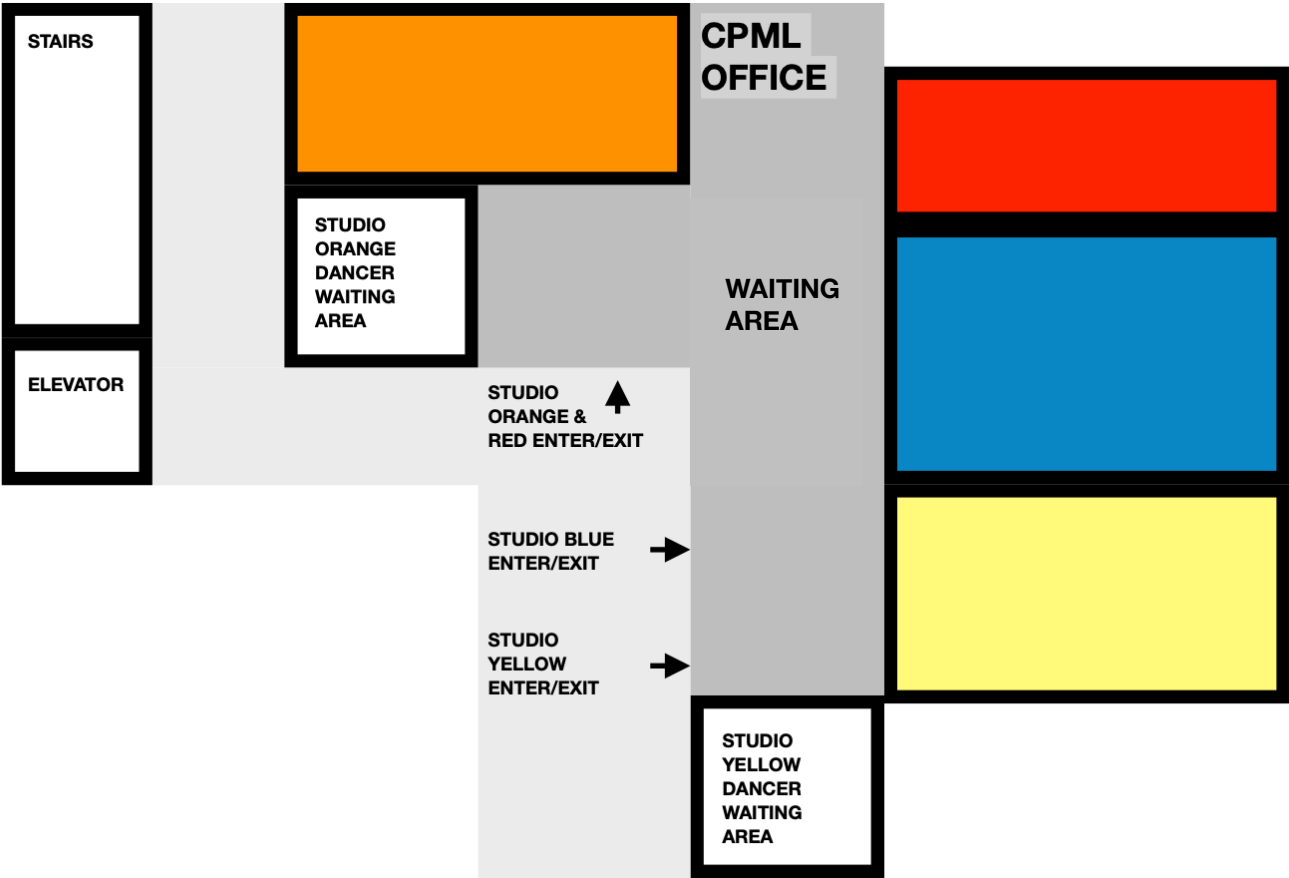 STAIRS
CPML
OFFICE
STUDIO
ORANGE
DANCER
WAITING
AREA
WAITING
AREA
ELEVATOR
STUDIO
ORANGE &
RED ENTER/EXIT
STUDIO BLUE
ENTER/EXIT
STUDIO
YELLOW
ENTER/EXIT
STUDIO
YELLOW
DANCER
WAITING
AREA